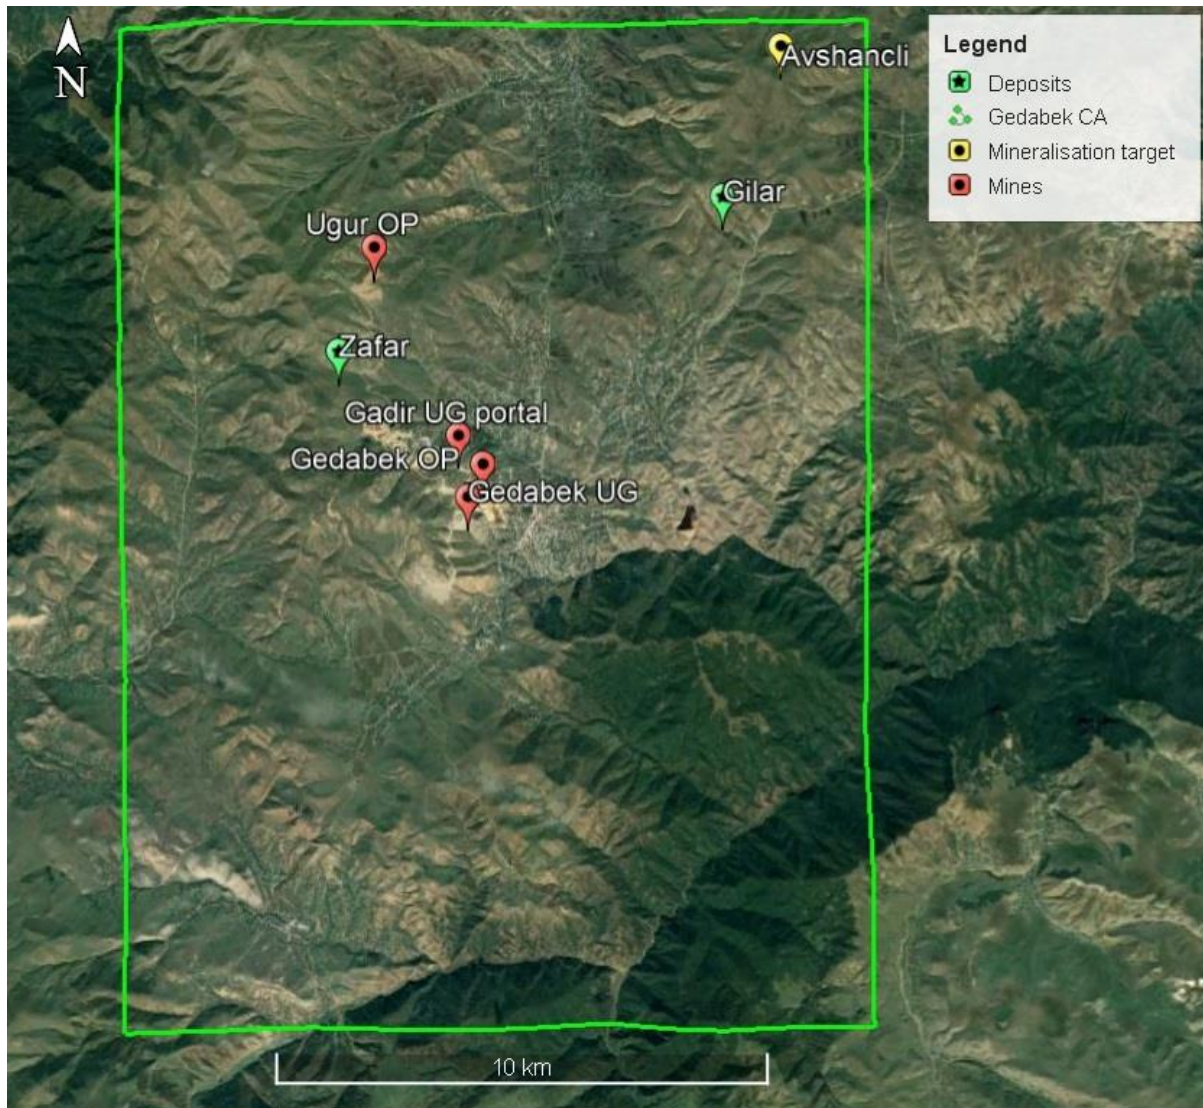 N
Avshancli
Gilar
Ugur OP
Zafar
Gadir UG portal
Gedabek OP
Gedabek UG
Legend
Deposits
Gedabek CA
Mineralisation target
Mines
10 km